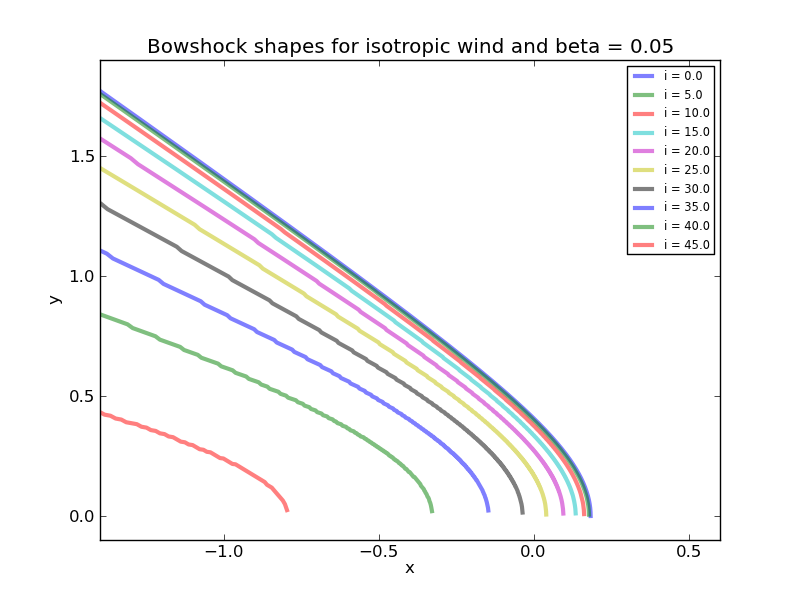 Bowshock shapes for isotropic wind and beta = 0.05
i = 0.0
i = 5.0
i = 10.0
i = 15.0
i = 20.0
i = 25.0
i = 30.0
i = 35.0
i = 40.0
i = 45.0
1.5
1.0
0.5
0.0
y
−1.0
−0.5
0.0
0.5
x